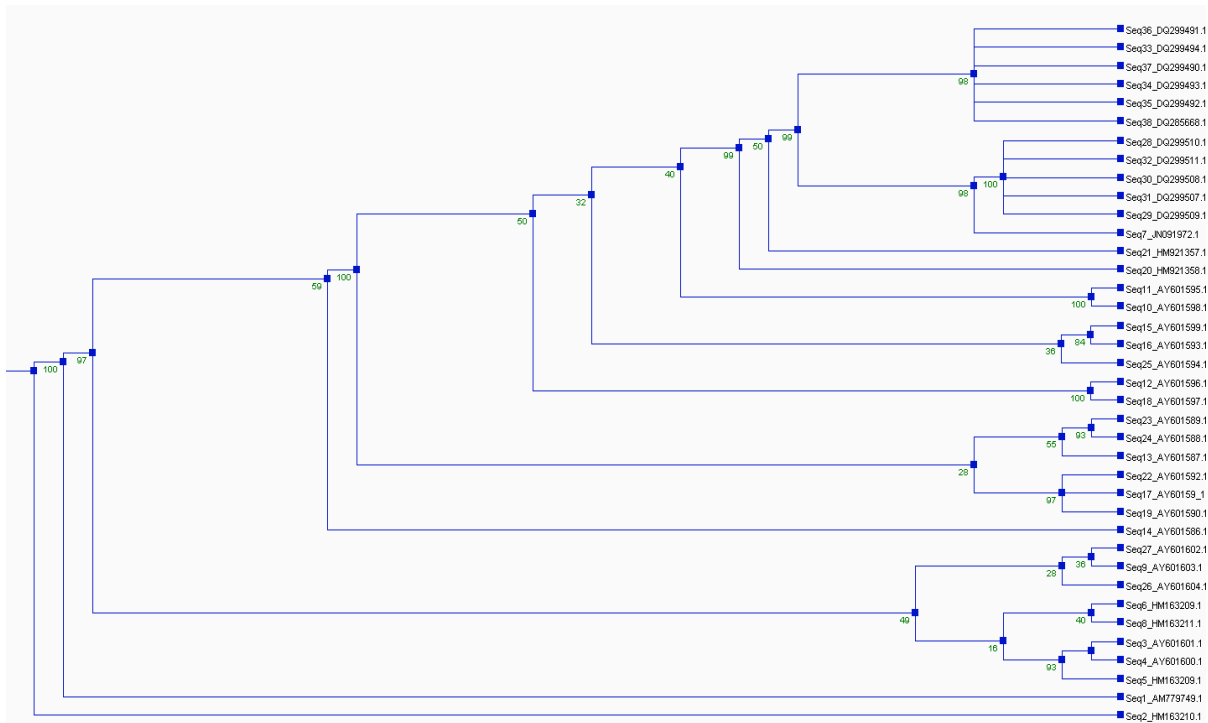 Seq36_DQ299491.1
Seq33_DQ299494.1
Seq37_DQ299490.1
98
Seq34_DQ299493.1
Seq35_DQ299492.1
Seq38_DQ285668.1
99
50
Seq28_DQ299510.1
99
Seq32_DQ299511.1
40
Seq30_DQ299508.1
100
98
Seq31_DQ299507.1
32
Seq29_DQ299509.1
50
Seq7_JN091972.1
Seq21_HM921357.1
Seq20_HM921358.1
100
59
Seq11_AY601595.1
100
Seq10_AY601598.1
Seq15_AY601599.1
84
Seq16_AY601593.1
36
97
Seq25_AY601594.1
100
Seq12_AY601596.1
100
Seq18_AY601597.1
Seq23_AY601589.1
93
Seq24_AY601588.1
55
Seq13_AY601587.1
28
Seq22_AY601592.1
97
Seq17_AY60159_1
Seq19_AY601590.1
Seq14_AY601586.1
Seq27_AY601602.1
36
Seq9_AY601603.1
28
Seq26_AY601604.1
Seq6_HM163209.1
49
40
Seq8_HM163211.1
Seq3_AY601601.1
16
Seq4_AY601600.1
93
Seq5_HM163209.1
Seq1_AM779749.1
Seq2_HM163210.1